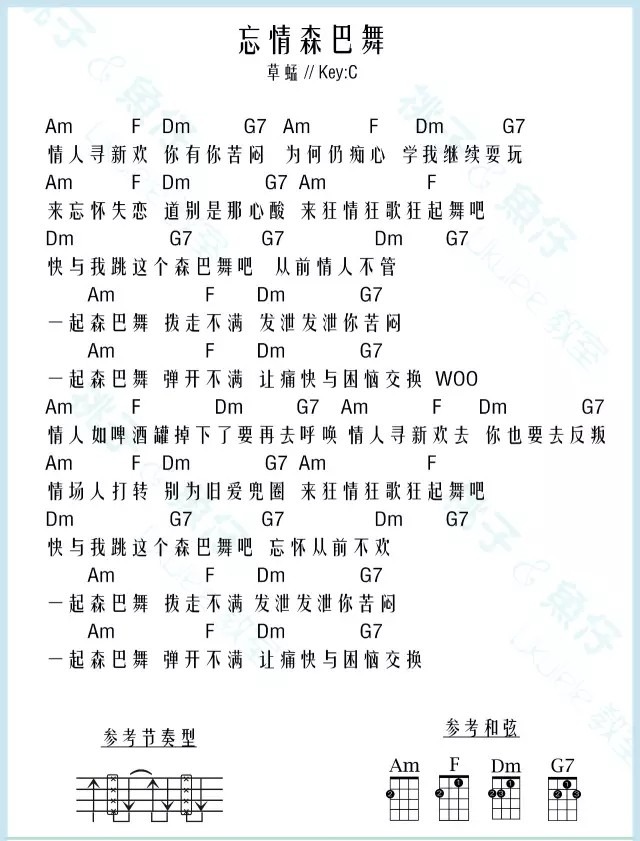 忘情森巴舞
草蜢 // Key:C
Am F Dm G7 Am F Dm G7
情人寻新欢 你有你苦闷 为何仍痴心 学我继续耍玩
Am F Dm G7 Am F
来忘怀失恋 道别是那心酸 来狂情狂歌狂起舞吧
Dm G7 G7 Dm G7
快与我跳这个森巴舞吧 从前情人不管
Am F Dm G7
一起森巴舞 拨走不满 发泄发泄你苦闷
Am F Dm G7
一起森巴舞 弹开不满 让痛快与困恼交换 WOO
Am F Dm G7 Am F Dm G7
情人如啤酒罐掉下了要再去呼唤 情人寻新欢去 你也要去反叛
Am F Dm G7 Am F
情场人打转 别为旧爱兜圈 来狂情狂歌狂起舞吧
Dm G7 G7 Dm G7
快与我跳这个森巴舞吧 忘怀从前不欢
Am F Dm G7
一起森巴舞 拨走不满 发泄发泄你苦闷
Am F Dm G7
一起森巴舞 弹开不满 让痛快与困恼交换
参考节奏型
参考和弦
Am F Dm G7
2 2 1 2 3 1 2 1 3
桃子 & 魚仔
UKULELE 教室